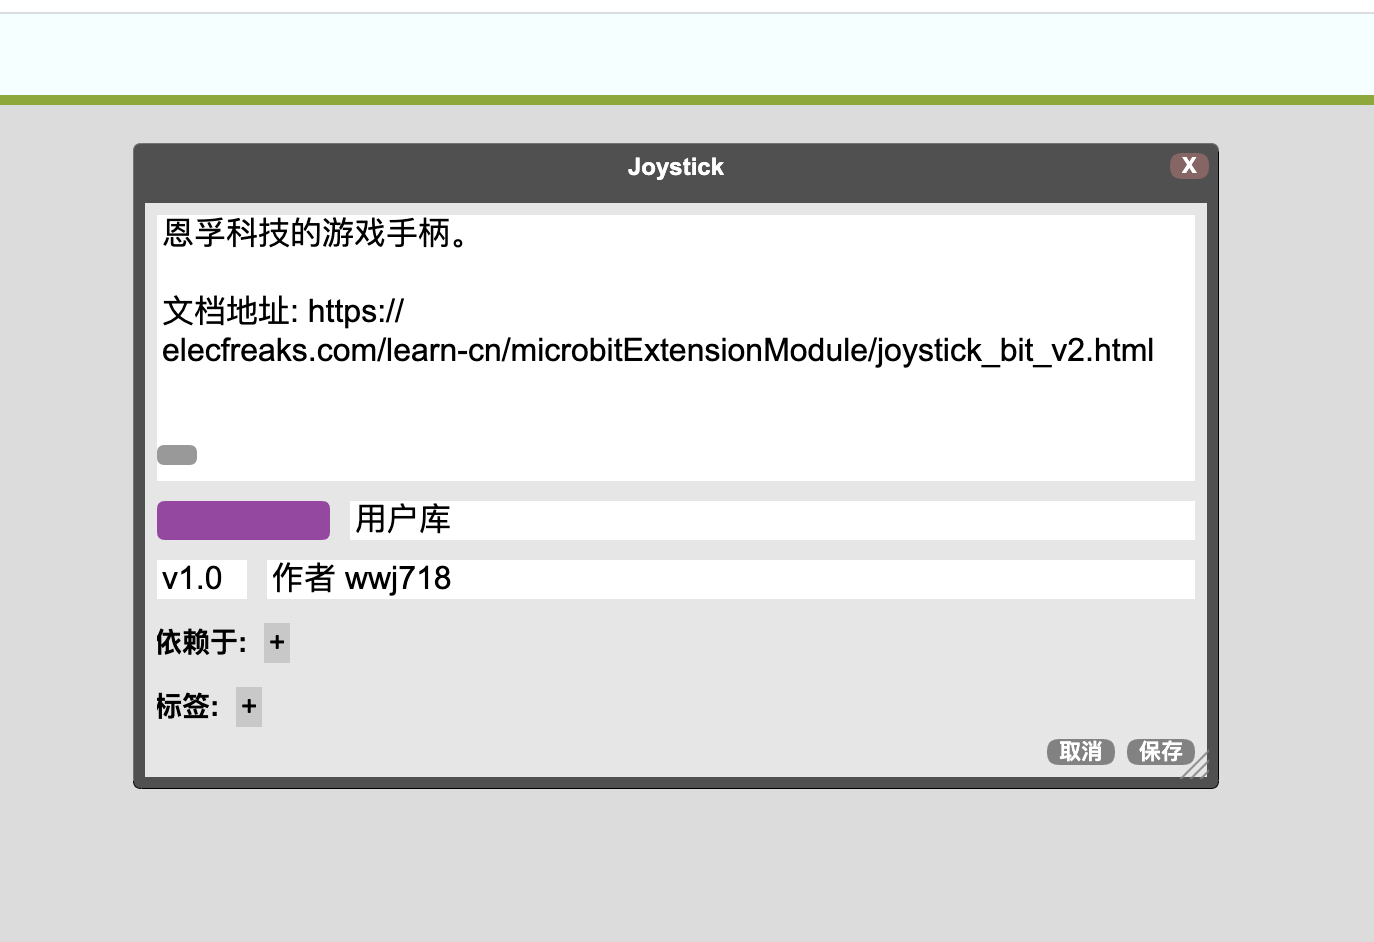 Joystick
X
恩孚科技的游戏手柄。
文档地址: https://
elecfreaks.com/learn-cn/microbitExtensionModule/joystick_bit_v2.html
用户库
v1.0 作者 wwj718
依赖于: +
标签: +
取消 保存